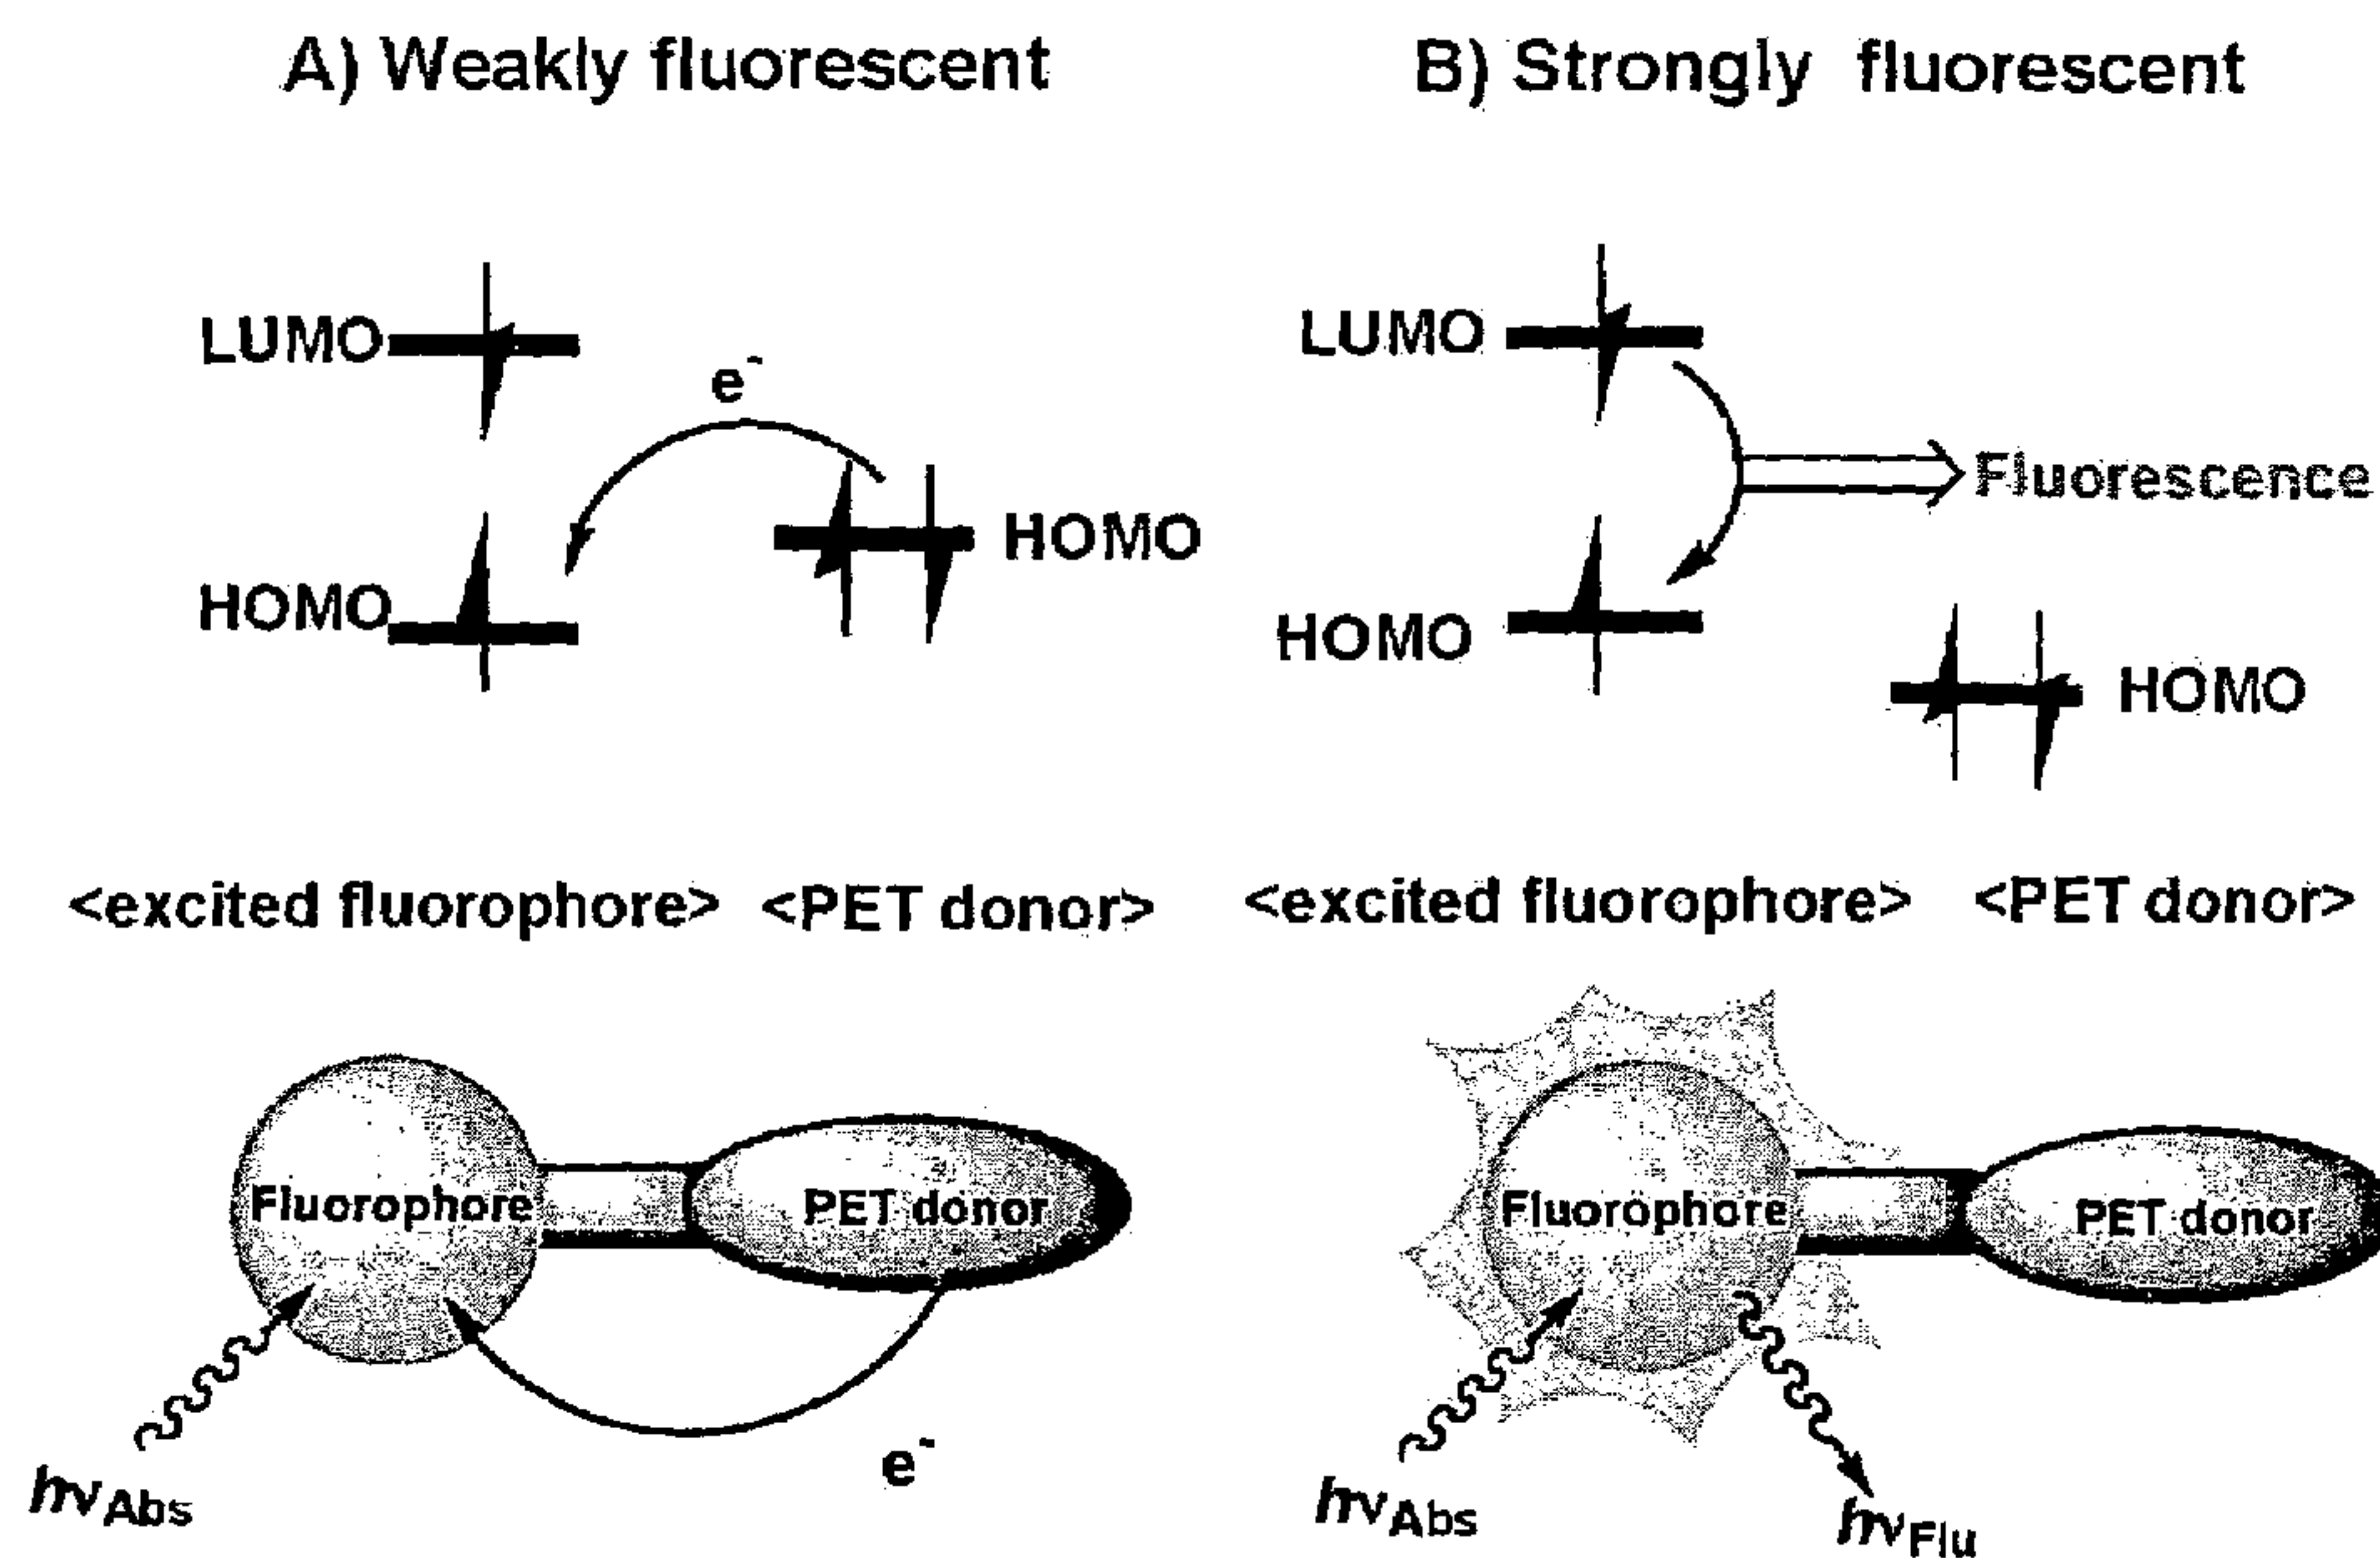 A) Weakly fluorescent
B) Strongly fluorescent
LUMO
e-
HOMO
HOMO
LUMO
Fluorescence
HOMO
HOMO
<excited fluorophore> <PET donor>
<excited fluorophore> <PET donor>
Fluorophore
PET donor
hνAbs
e-
Fluorophore
PET donor
hνAbs
hνFlu